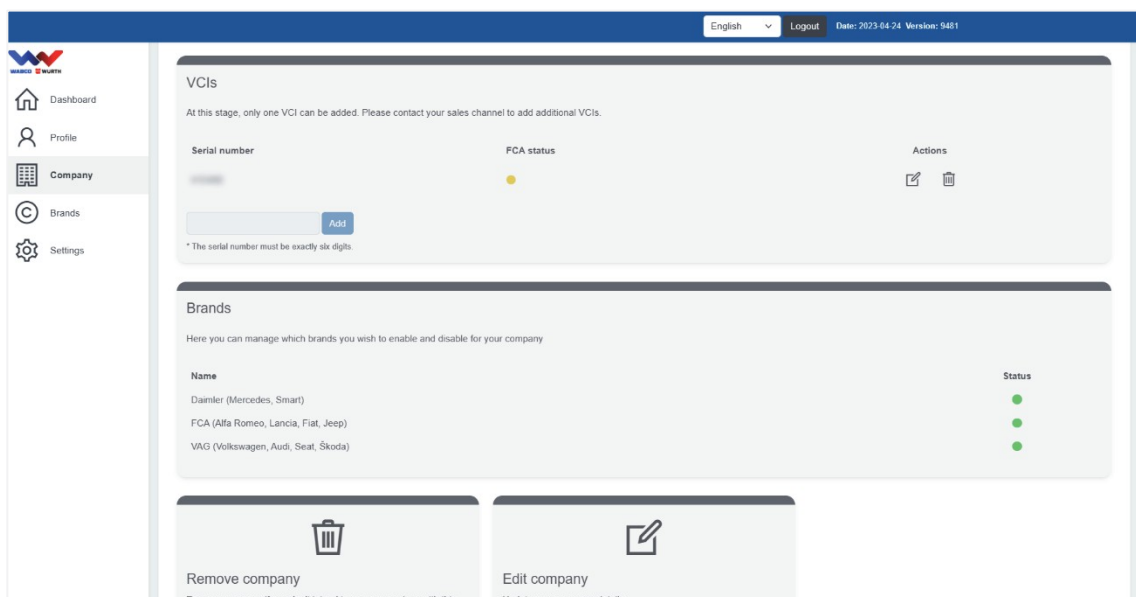 English
Logout
Date: 2023-04-24 Version: 9481
WABCO WURTH
Dashboard
Profile
Company
Brands
Settings
VCIs
At this stage, only one VCI can be added. Please contact your sales channel to add additional VCIs.
Serial number FCA status Actions
Add
* The serial number must be exactly six digits.
Brands
Here you can manage which brands you wish to enable and disable for your company
Name Status
Daimler (Mercedes, Smart)
FCA (Alfa Romeo, Lancia, Fiat, Jeep)
VAG (Volkswagen, Audi, Seat, Škoda)
Remove company
Edit company